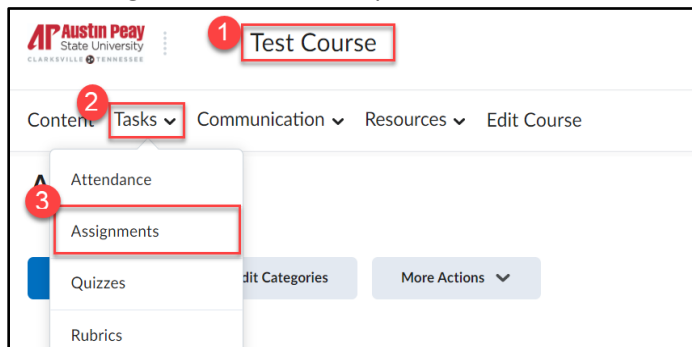 AP Austin Peay
State University
CLARKSVILLE TENNESSEE
1
Test Course
2
Content Tasks Communication Resources Edit Course
Attendance
3
Assignments
Quizzes
dit Categories More Actions
Rubrics